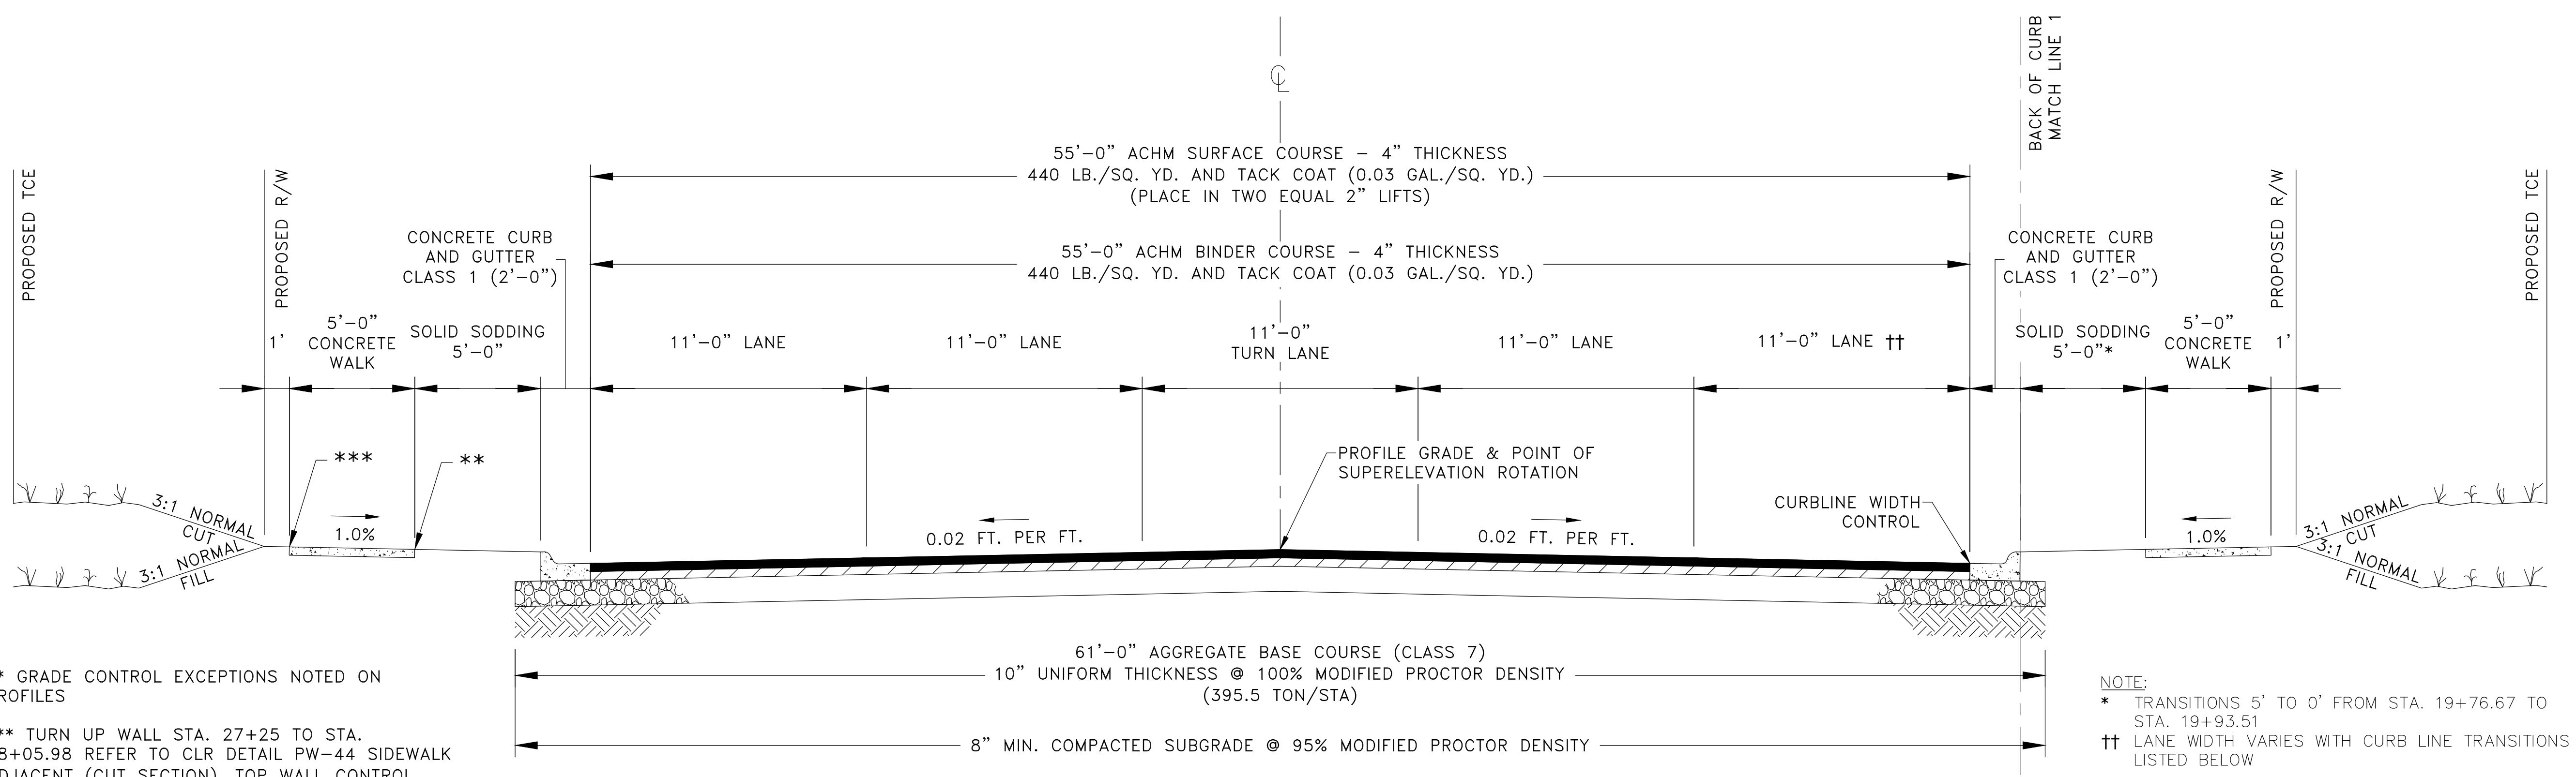 ℄
BACK OF CURB
MATCH LINE 1
55'-0" ACHM SURFACE COURSE - 4" THICKNESS
440 LB./SQ. YD. AND TACK COAT (0.03 GAL./SQ. YD.)
(PLACE IN TWO EQUAL 2" LIFTS)
PROPOSED TCE
PROPOSED R/W
CONCRETE CURB
AND GUTTER
CLASS 1 (2'-0")
55'-0" ACHM BINDER COURSE - 4" THICKNESS
440 LB./SQ. YD. AND TACK COAT (0.03 GAL./SQ. YD.)
CONCRETE CURB
AND GUTTER
CLASS 1 (2'-0")
PROPOSED R/W
PROPOSED TCE
1'
5'-0"
CONCRETE
WALK
SOLID SODDING
5'-0"
11'-0" LANE
11'-0" LANE
11'-0"
TURN LANE
11'-0" LANE
11'-0" LANE ††
SOLID SODDING
5'-0"*
5'-0"
CONCRETE
WALK
1'
***
**
PROFILE GRADE & POINT OF
SUPERELEVATION ROTATION
CURBLINE WIDTH
CONTROL
3:1 NORMAL
CUT
3:1 NORMAL
FILL
1.0%
0.02 FT. PER FT.
0.02 FT. PER FT.
1.0%
3:1 NORMAL
CUT
3:1 NORMAL
FILL
61'-0" AGGREGATE BASE COURSE (CLASS 7)
10" UNIFORM THICKNESS @ 100% MODIFIED PROCTOR DENSITY
(395.5 TON/STA)
8" MIN. COMPACTED SUBGRADE @ 95% MODIFIED PROCTOR DENSITY
* GRADE CONTROL EXCEPTIONS NOTED ON
ROFILES
** TURN UP WALL STA. 27+25 TO STA.
8+05.98 REFER TO CLR DETAIL PW-44 SIDEWALK
DJACENT (CUT SECTION). TOP WALL CONTROL
NOTE:
* TRANSITIONS 5' TO 0' FROM STA. 19+76.67 TO
STA. 19+93.51
†† LANE WIDTH VARIES WITH CURB LINE TRANSITIONS
LISTED BELOW